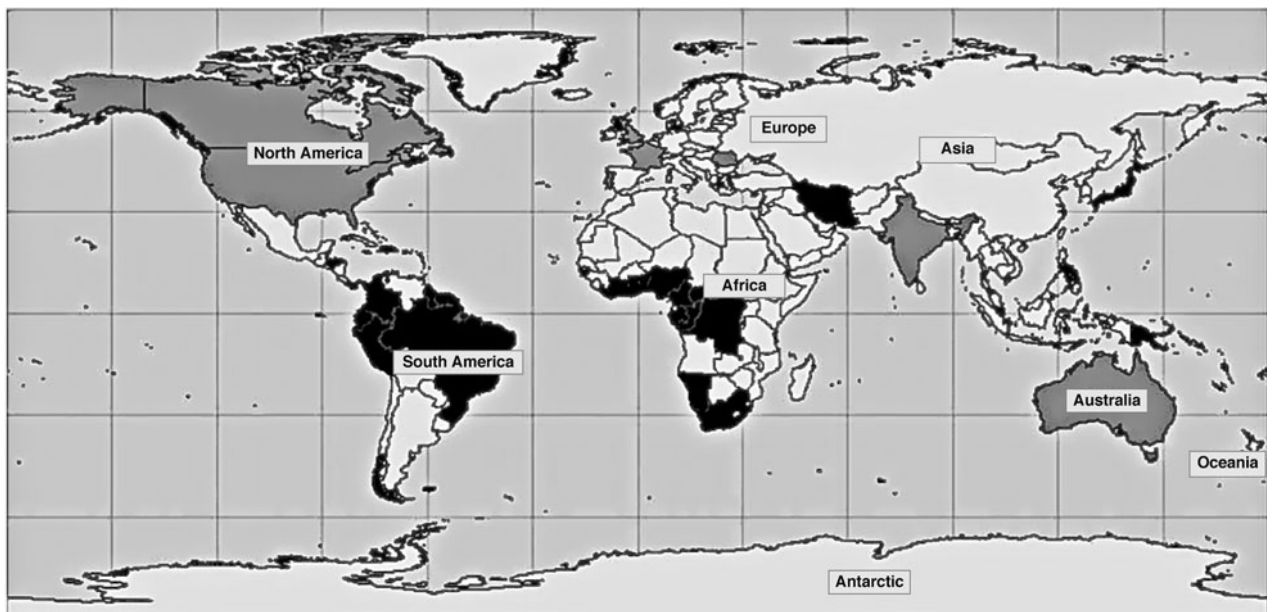 Europe
Asia
North America
Africa
South America
Australia
Oceania
Antarctic